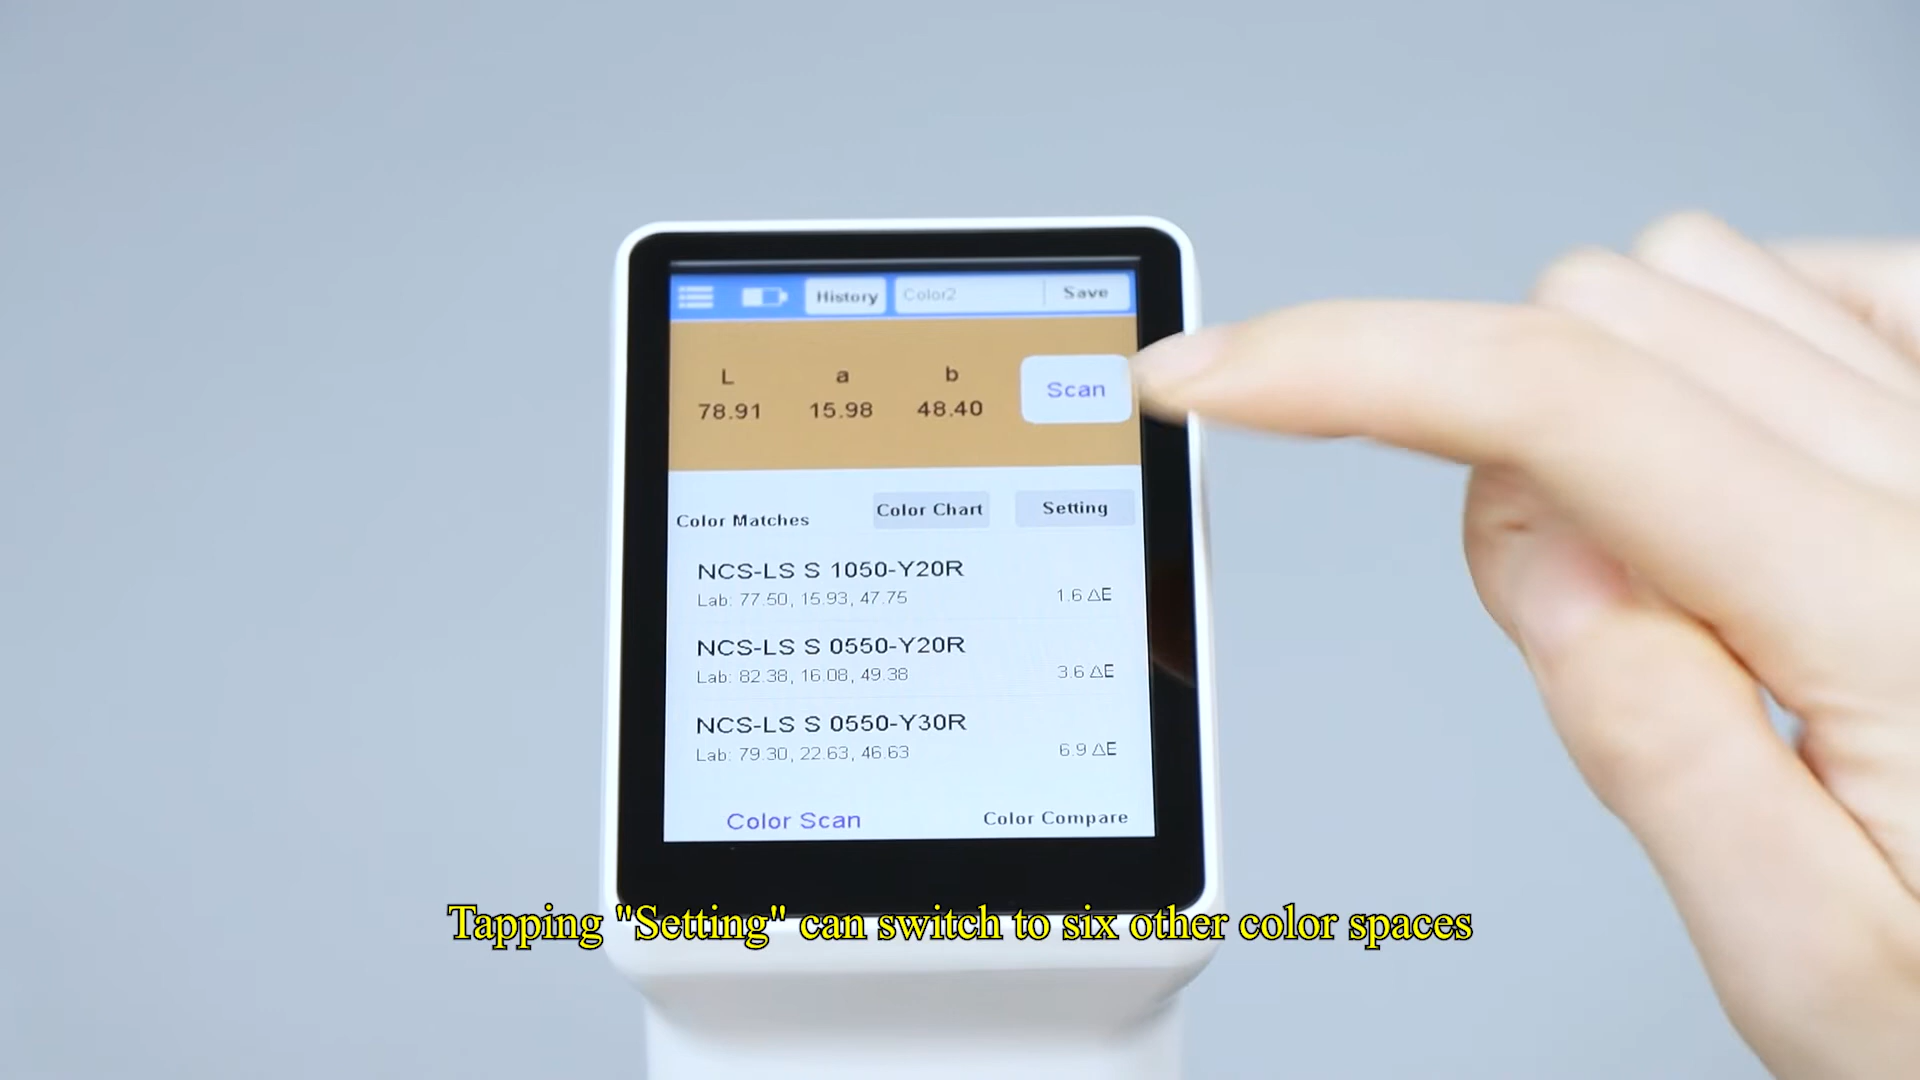 History Color2 Save
L a b
78.91 15.98 48.40
Scan
Color Matches Color Chart Setting
NCS-LS S 1050-Y20R
Lab: 77.50, 15.93, 47.75 1.6 △E
NCS-LS S 0550-Y20R
Lab: 82.38, 16.08, 49.38 3.6 △E
NCS-LS S 0550-Y30R
Lab: 79.30, 22.63, 46.63 6.9 △E
Color Scan Color Compare
Tapping "Setting" can switch to six other color spaces